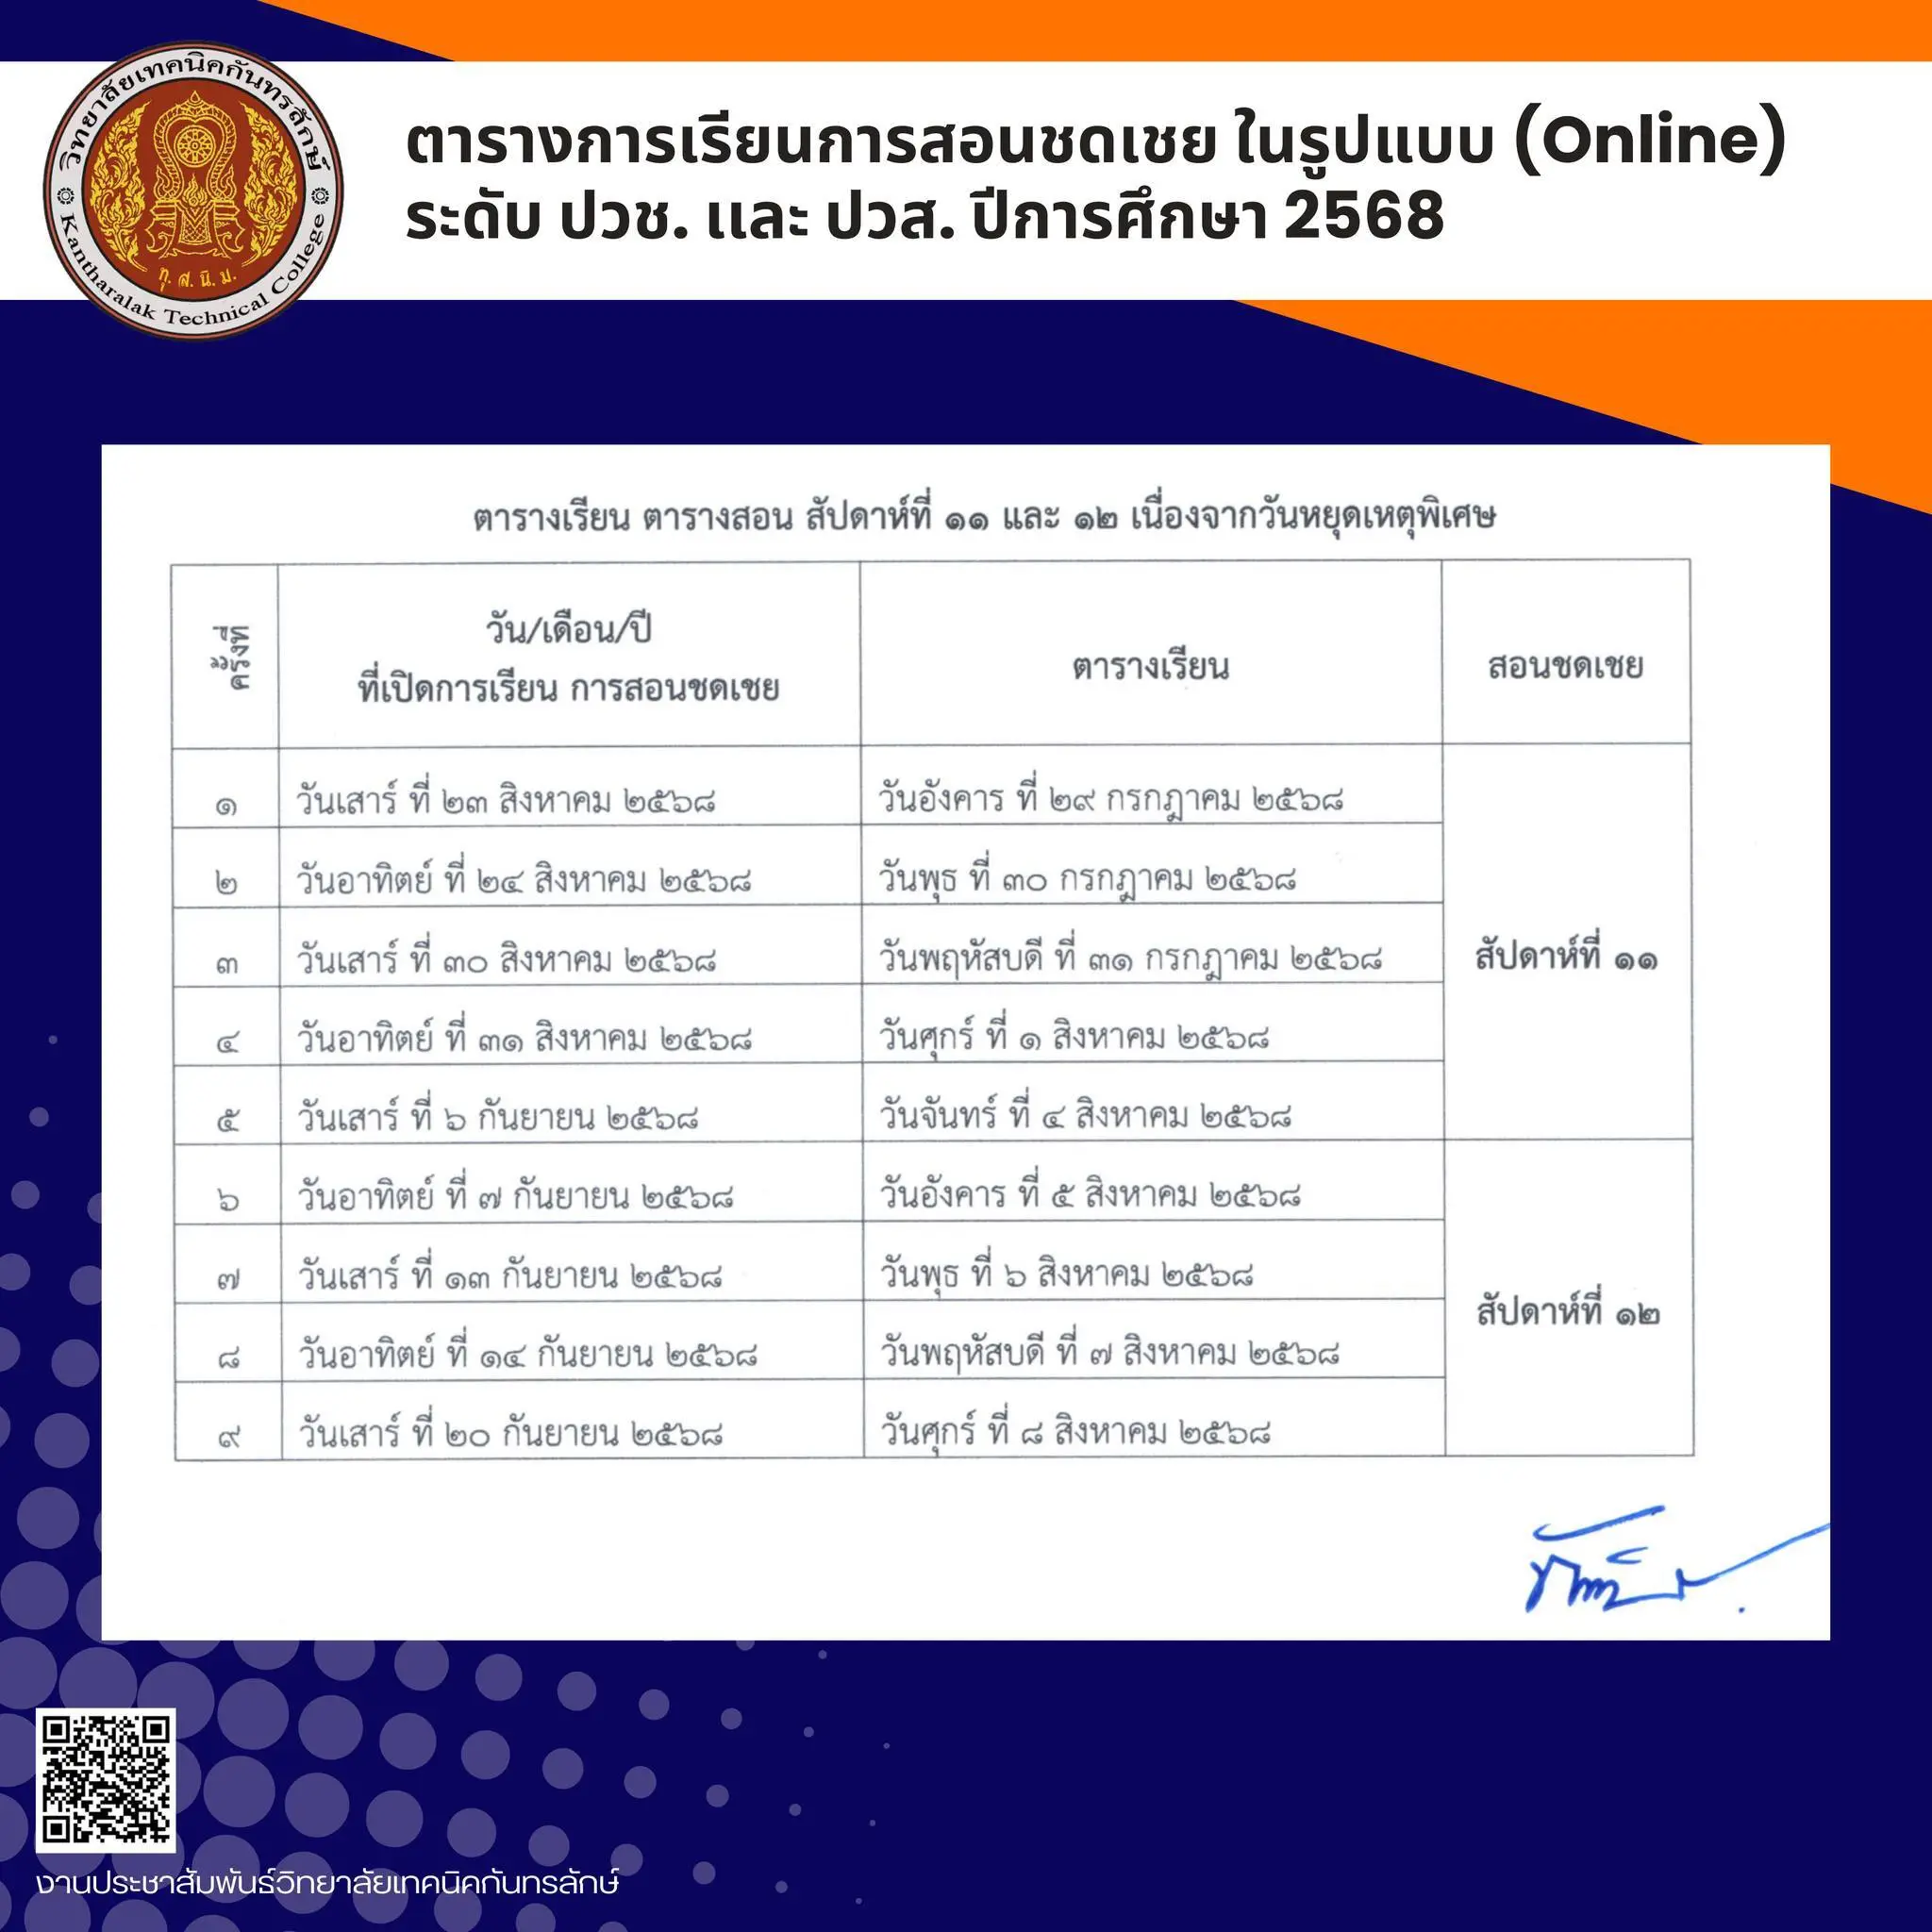 วิทยาลัยเทคนิคกันทรลักษ์
ทุ. ส. นิ. ม.
Kantharalak Technical College
ตารางการเรียนการสอนชดเชย ในรูปแบบ (Online)
ระดับ ปวช. และ ปวส. ปีการศึกษา 2568
ตารางเรียน ตารางสอน สัปดาห์ที่ ๑๑ และ ๑๒ เนื่องจากวันหยุดเหตุพิเศษ
ครั้งที่ วัน/เดือน/ปี ที่เปิดการเรียน การสอนชดเชย ตารางเรียน สอนชดเชย
๑ วันเสาร์ ที่ ๒๓ สิงหาคม ๒๕๖๘ วันอังคาร ที่ ๒๙ กรกฎาคม ๒๕๖๘
๒ วันอาทิตย์ ที่ ๒๔ สิงหาคม ๒๕๖๘ วันพุธ ที่ ๓๐ กรกฎาคม ๒๕๖๘
๓ วันเสาร์ ที่ ๓๐ สิงหาคม ๒๕๖๘ วันพฤหัสบดี ที่ ๓๑ กรกฎาคม ๒๕๖๘ สัปดาห์ที่ ๑๑
๔ วันอาทิตย์ ที่ ๓๑ สิงหาคม ๒๕๖๘ วันศุกร์ ที่ ๑ สิงหาคม ๒๕๖๘
๕ วันเสาร์ ที่ ๖ กันยายน ๒๕๖๘ วันจันทร์ ที่ ๔ สิงหาคม ๒๕๖๘
๖ วันอาทิตย์ ที่ ๗ กันยายน ๒๕๖๘ วันอังคาร ที่ ๕ สิงหาคม ๒๕๖๘
๗ วันเสาร์ ที่ ๑๓ กันยายน ๒๕๖๘ วันพุธ ที่ ๖ สิงหาคม ๒๕๖๘ สัปดาห์ที่ ๑๒
๘ วันอาทิตย์ ที่ ๑๔ กันยายน ๒๕๖๘ วันพฤหัสบดี ที่ ๗ สิงหาคม ๒๕๖๘
๙ วันเสาร์ ที่ ๒๐ กันยายน ๒๕๖๘ วันศุกร์ ที่ ๘ สิงหาคม ๒๕๖๘
งานประชาสัมพันธ์วิทยาลัยเทคนิคกันทรลักษ์